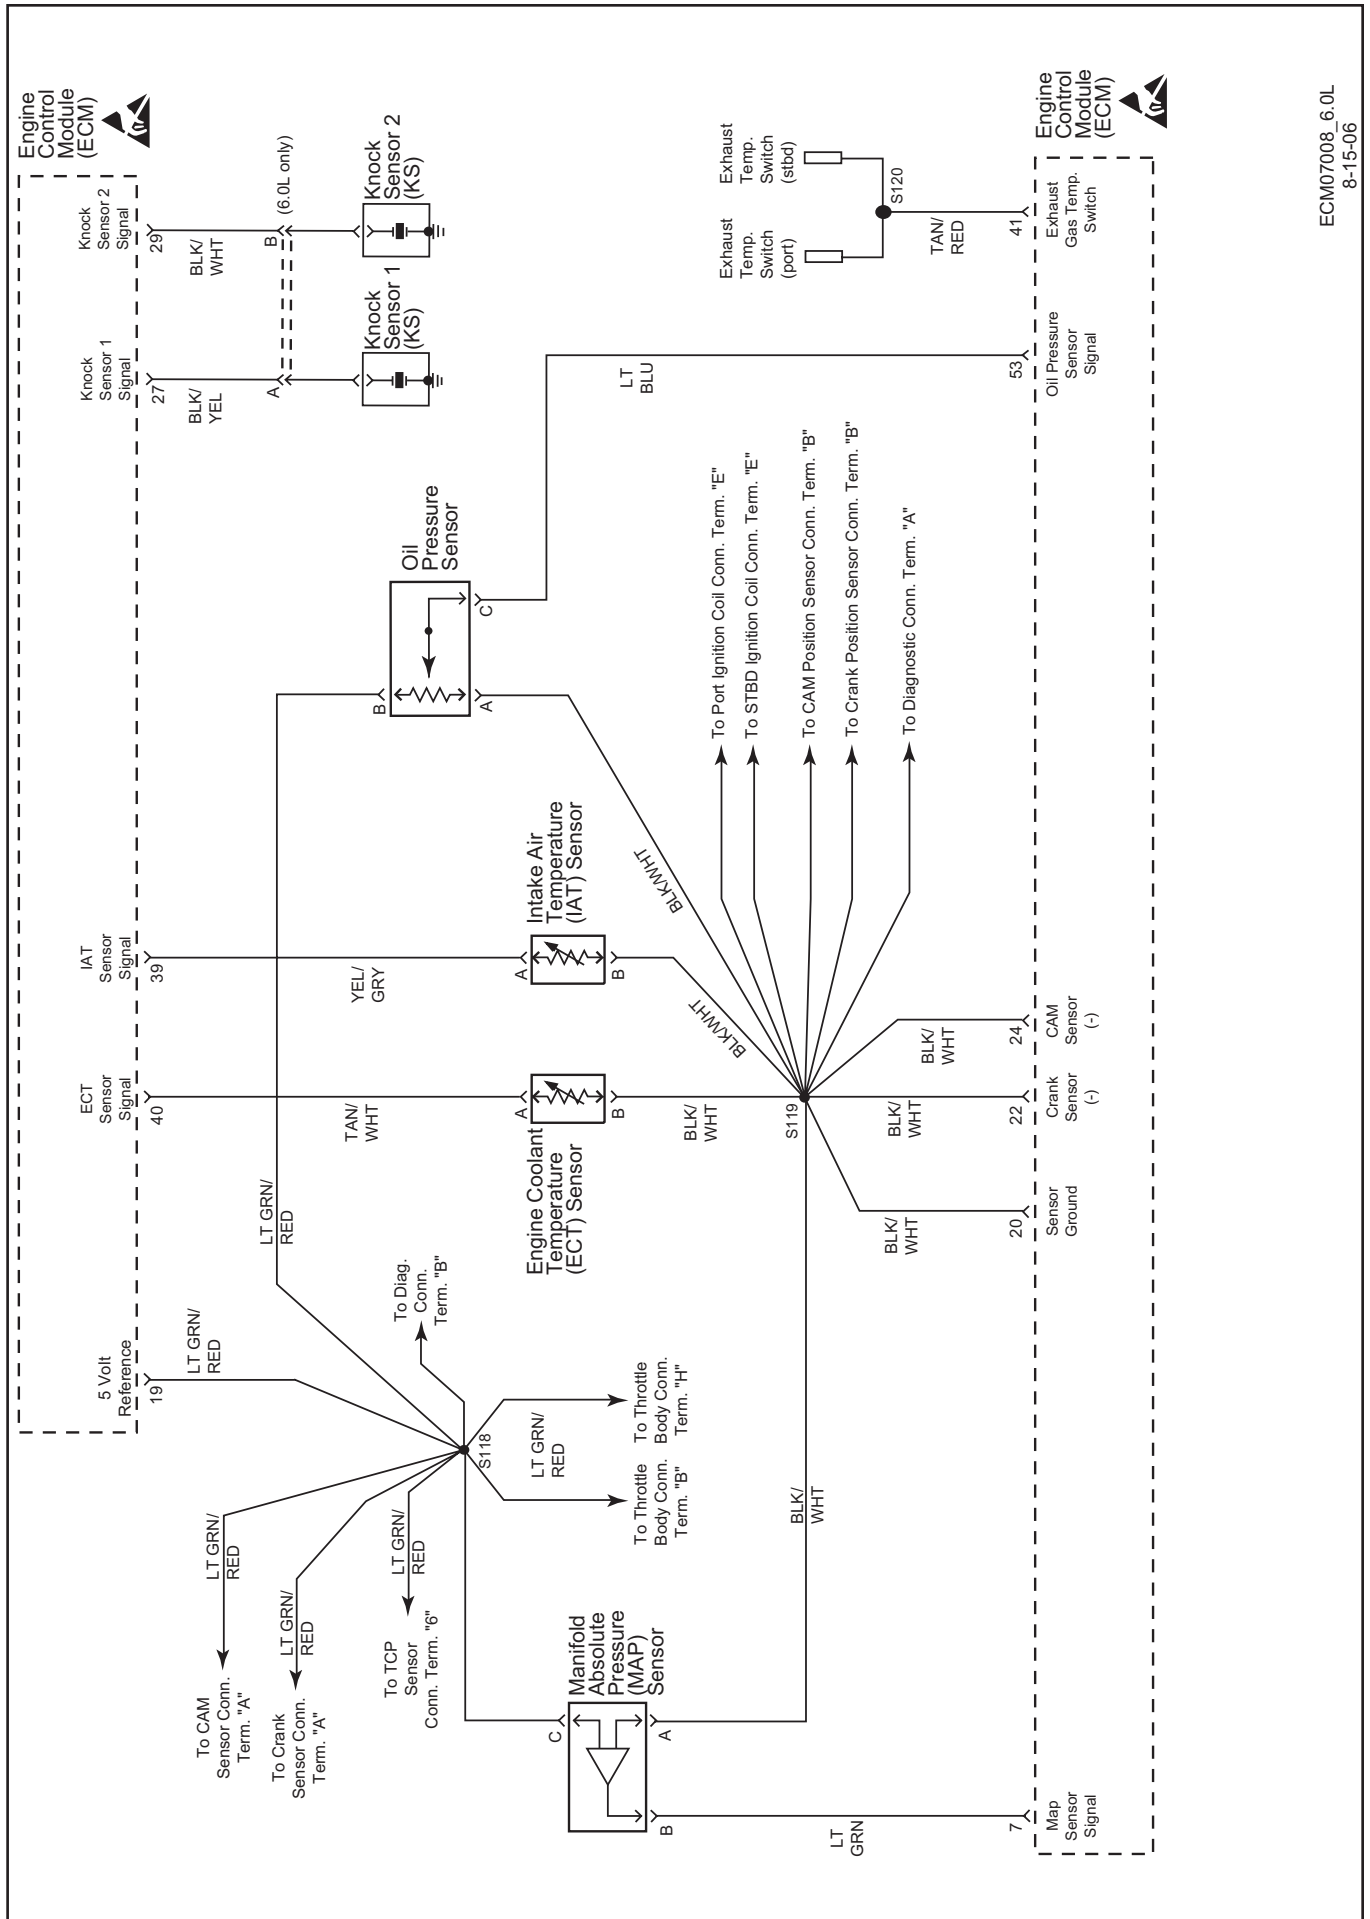 Engine
Control
Module
(ECM)
5 Volt
Reference
19
LT GRN/
RED
ECT
Sensor
Signal
40
TAN/
WHT
IAT
Sensor
Signal
39
YEL/
GRY
Knock
Sensor 1
Signal
27
BLK/
YEL
A
Knock
Sensor 1
(KS)
Knock
Sensor 2
Signal
29
BLK/
WHT
B
(6.0L only)
Knock
Sensor 2
(KS)
LT GRN/
RED
To CAM
Sensor Conn.
Term. "A"
LT GRN/
RED
To Crank
Sensor Conn.
Term. "A"
LT GRN/
RED
To TCP
Sensor
Conn. Term. "6"
LT GRN/
RED
To Diag.
Conn.
Term. "B"
S118
LT GRN/
RED
To Throttle
Body Conn.
Term. "B"
To Throttle
Body Conn.
Term. "H"
LT GRN/
RED
B
Oil
Pressure
Sensor
A
C
Engine Coolant
Temperature
(ECT) Sensor
A
B
BLK/
WHT
Intake Air
Temperature
(IAT) Sensor
A
B
BLK/WHT
BLK/WHT
Manifold
Absolute
Pressure
(MAP)
Sensor
C
A
B
BLK/
WHT
S119
To Port Ignition Coil Conn. Term. "E"
To STBD Ignition Coil Conn. Term. "E"
To CAM Position Sensor Conn. Term. "B"
To Crank Position Sensor Conn. Term. "B"
To Diagnostic Conn. Term. "A"
LT
BLU
Exhaust
Temp.
Switch
(port)
Exhaust
Temp.
Switch
(stbd)
S120
TAN/
RED
LT
GRN
7
Map
Sensor
Signal
BLK/
WHT
20
Sensor
Ground
BLK/
WHT
22
Crank
Sensor
(-)
BLK/
WHT
24
CAM
Sensor
(-)
53
Oil Pressure
Sensor
Signal
41
Exhaust
Gas Temp.
Switch
Engine
Control
Module
(ECM)
ECM07008_6.0L
8-15-06